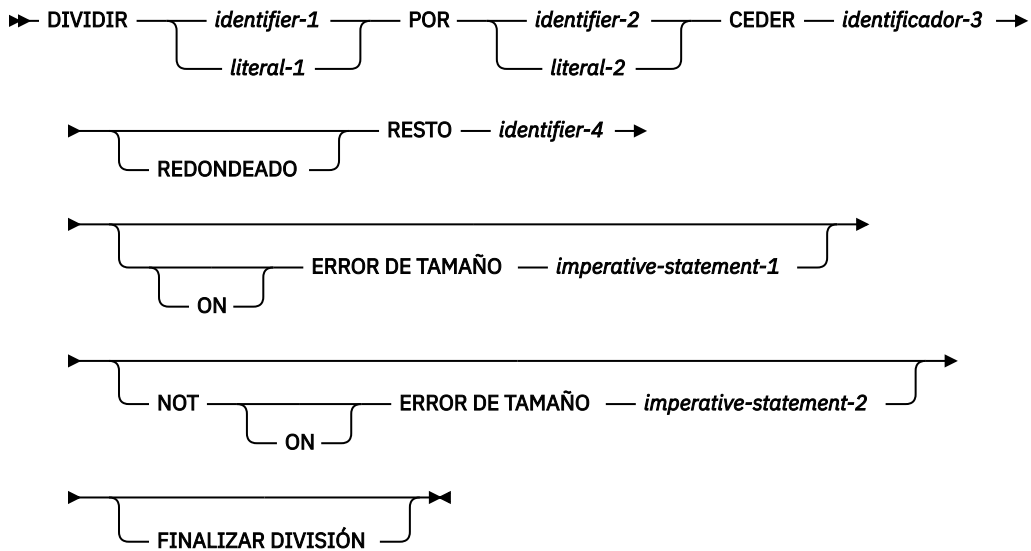 DIVIDIR identifier-1 POR identifier-2 CEDER identificador-3
literal-1 literal-2
RESTO identifier-4
REDONDEADO
ERROR DE TAMAÑO imperative-statement-1
ON
NOT ERROR DE TAMAÑO imperative-statement-2
ON
FINALIZAR DIVISIÓN